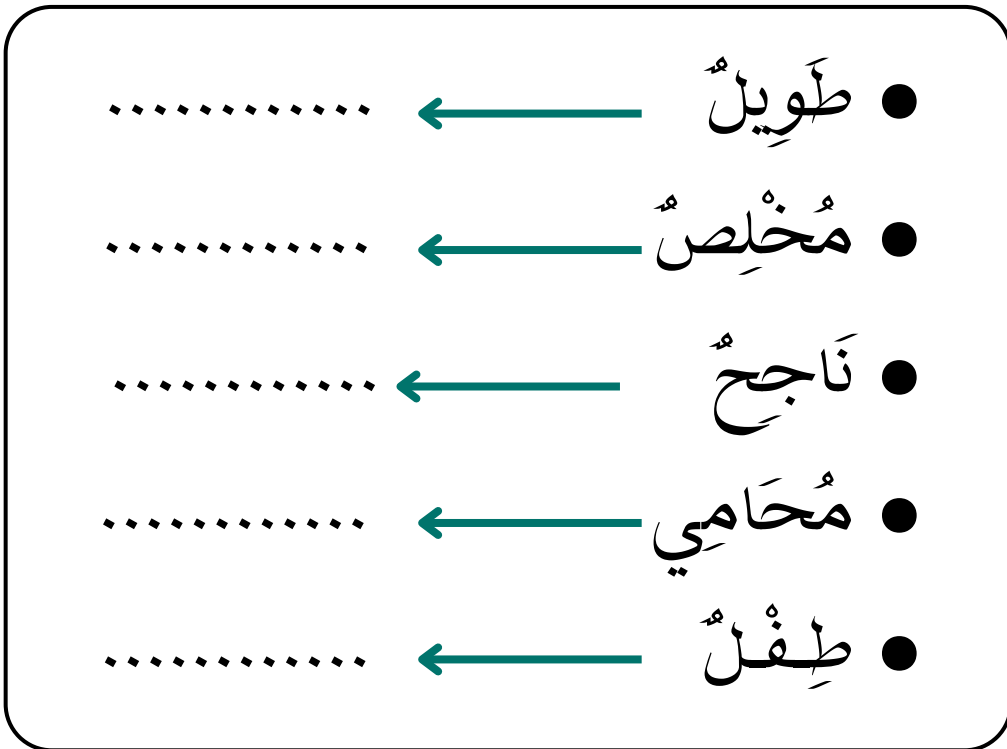 ● طَوِيلٌ ← ............
● مُخْلِصٌ ← ............
● نَاجِحٌ ← ............
● مُحَامِي ← ............
● طِفْلٌ ← ............